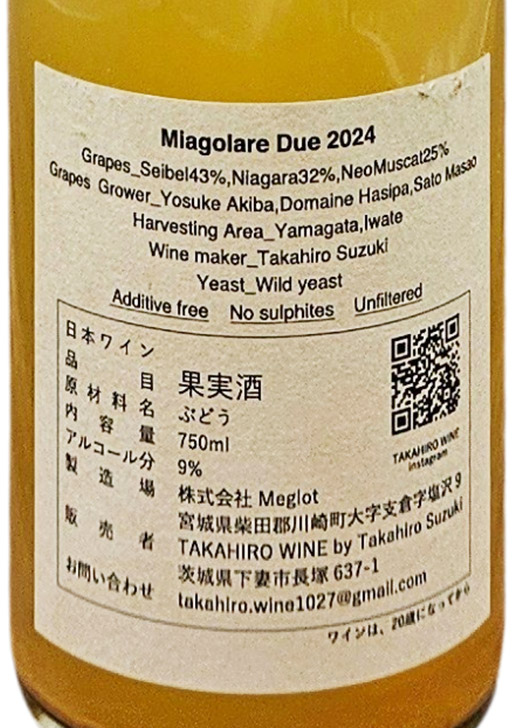 Miagolare Due 2024
Grapes_Seibel43%,Niagara32%,NeoMuscat25%
Grapes Grower_Yosuke Akiba,Domaine Hasipa,Sato Masao
Harvesting Area_Yamagata,Iwate
Wine maker_Takahiro Suzuki
Yeast_Wild yeast
Additive free No sulphites Unfiltered
日本ワイン
品目 果実酒
原材料名 ぶどう
内容量 750ml
アルコール分 9%
製造場 株式会社 Meglot
宮城県柴田郡川崎町大字支倉字塩沢 9
販売者 TAKAHIRO WINE by Takahiro Suzuki
茨城県下妻市長塚 637-1
お問い合わせ takahiro.wine1027@gmail.com
TAKAHIRO WINE
instagram
ワインは、20歳になってから